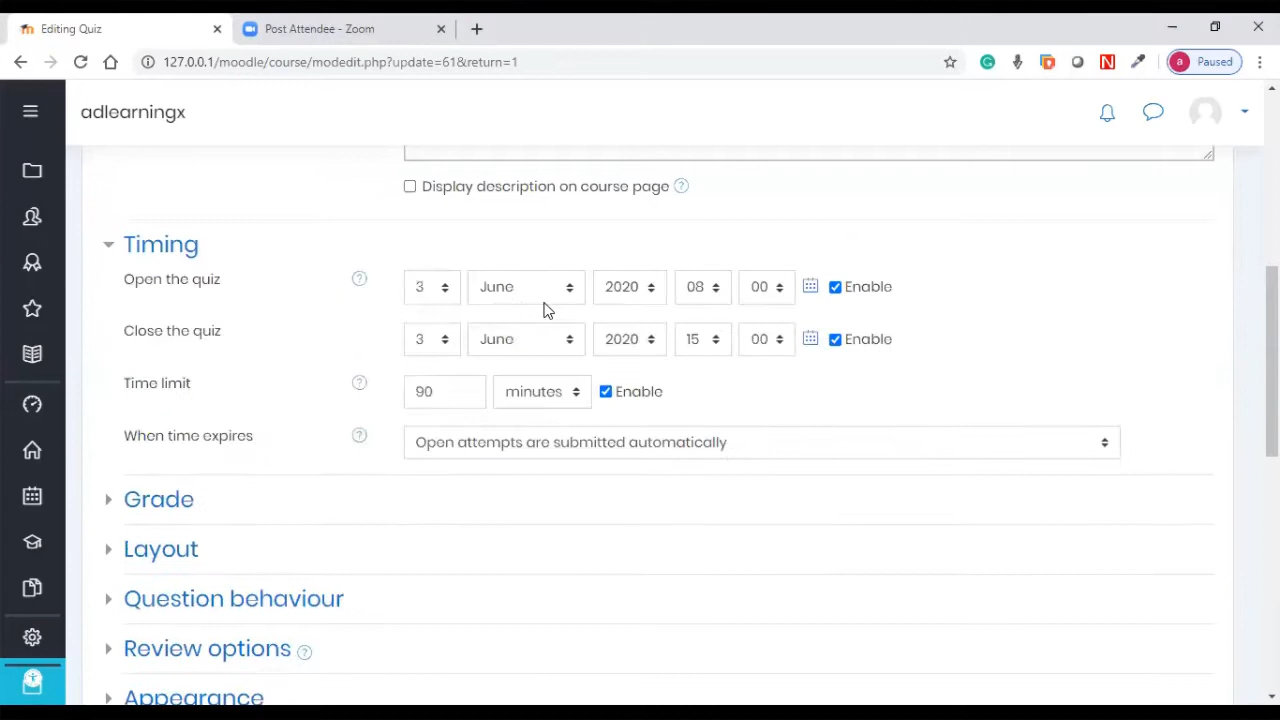 Editing Quiz
Post Attendee - Zoom
127.0.0.1/moodle/course/modedit.php?update=61&return=1
N
a Paused
adlearningx
Display description on course page ?
Timing
Open the quiz ? 3 June 2020 08 00 Enable
Close the quiz 3 June 2020 15 00 Enable
Time limit ? 90 minutes Enable
When time expires ? Open attempts are submitted automatically
Grade
Layout
Question behaviour
Review options ?
Appearance